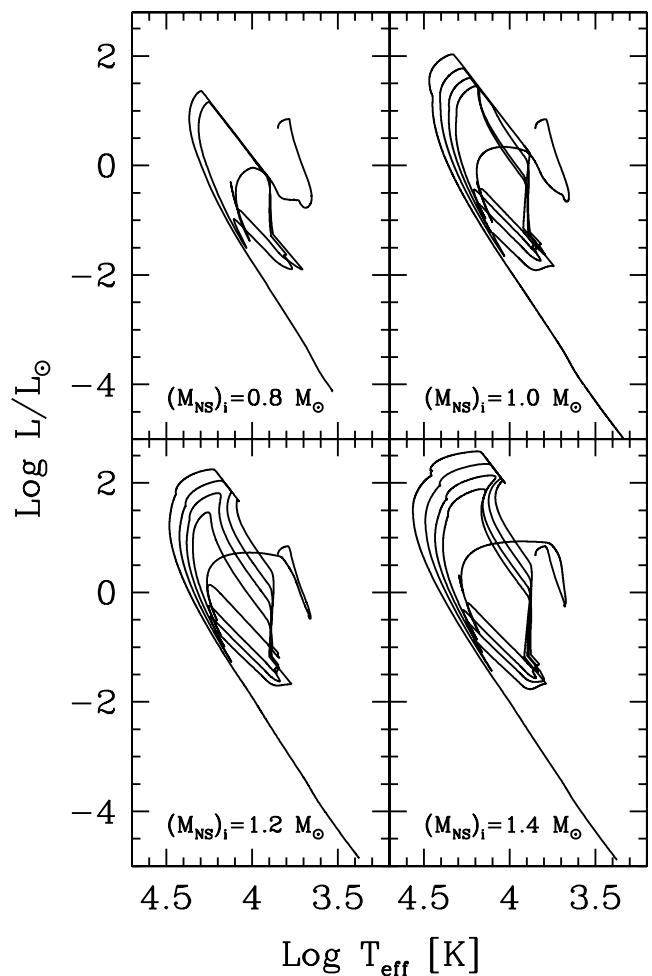 2
0
−2
−4
(M_NS)_i=0.8 M_⊙
(M_NS)_i=1.0 M_⊙
Log L/L_⊙
2
0
−2
−4
(M_NS)_i=1.2 M_⊙
(M_NS)_i=1.4 M_⊙
4.5 4 3.5 4.5 4 3.5
Log T_eff [K]